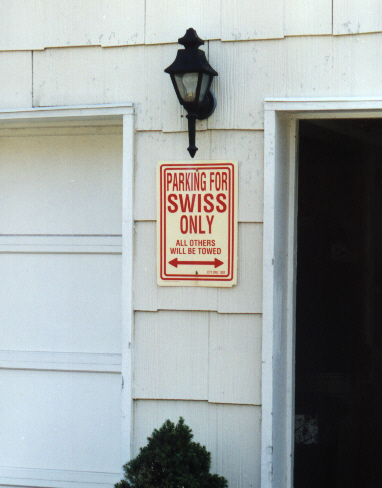 PARKING FOR
SWISS
ONLY
ALL OTHERS
WILL BE TOWED